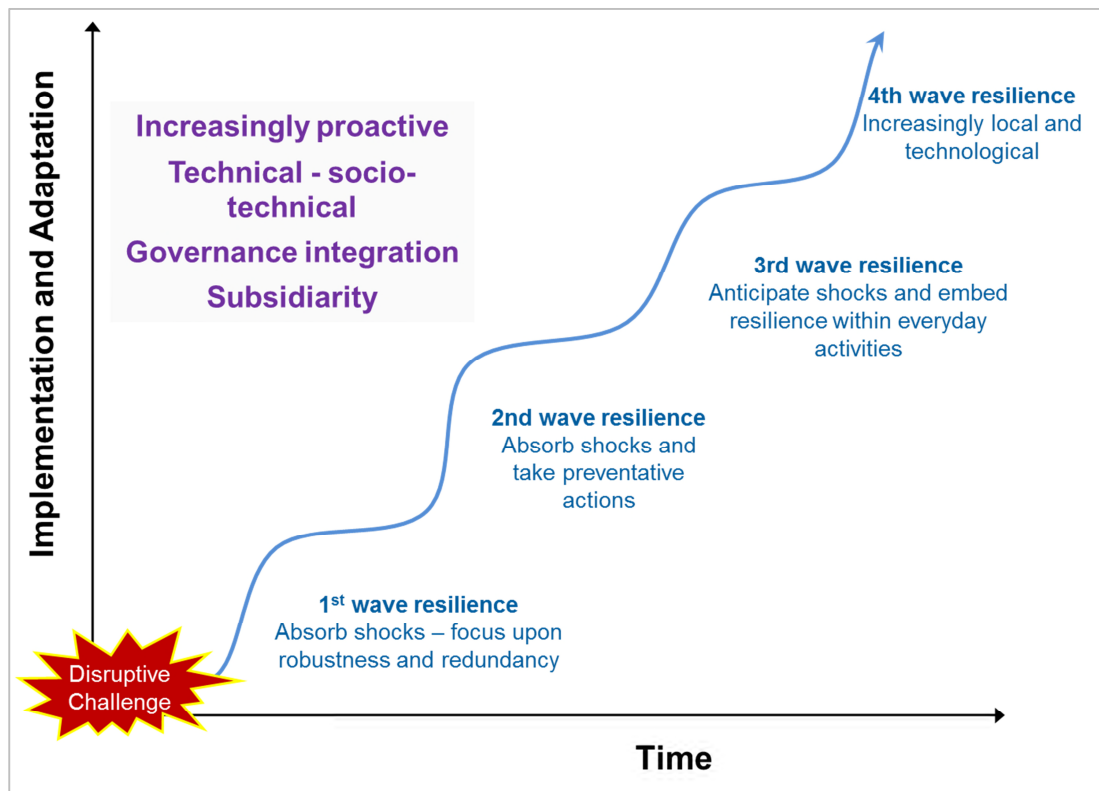 Implementation and Adaptation
Increasingly proactive
Technical - socio-
technical
Governance integration
Subsidiarity
4th wave resilience
Increasingly local and
technological
3rd wave resilience
Anticipate shocks and embed
resilience within everyday
activities
2nd wave resilience
Absorb shocks and
take preventative
actions
1st wave resilience
Absorb shocks – focus upon
robustness and redundancy
Disruptive
Challenge
Time